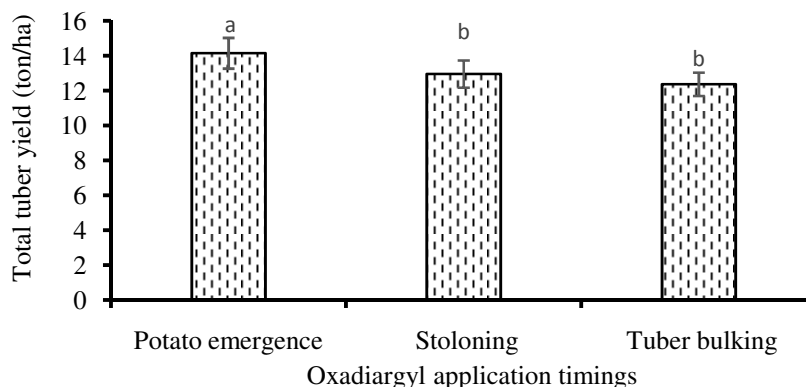 Total tuber yield (ton/ha)
16
14
12
10
8
6
4
2
0
a
b
b
Potato emergence
Stoloning
Tuber bulking
Oxadiargyl application timings